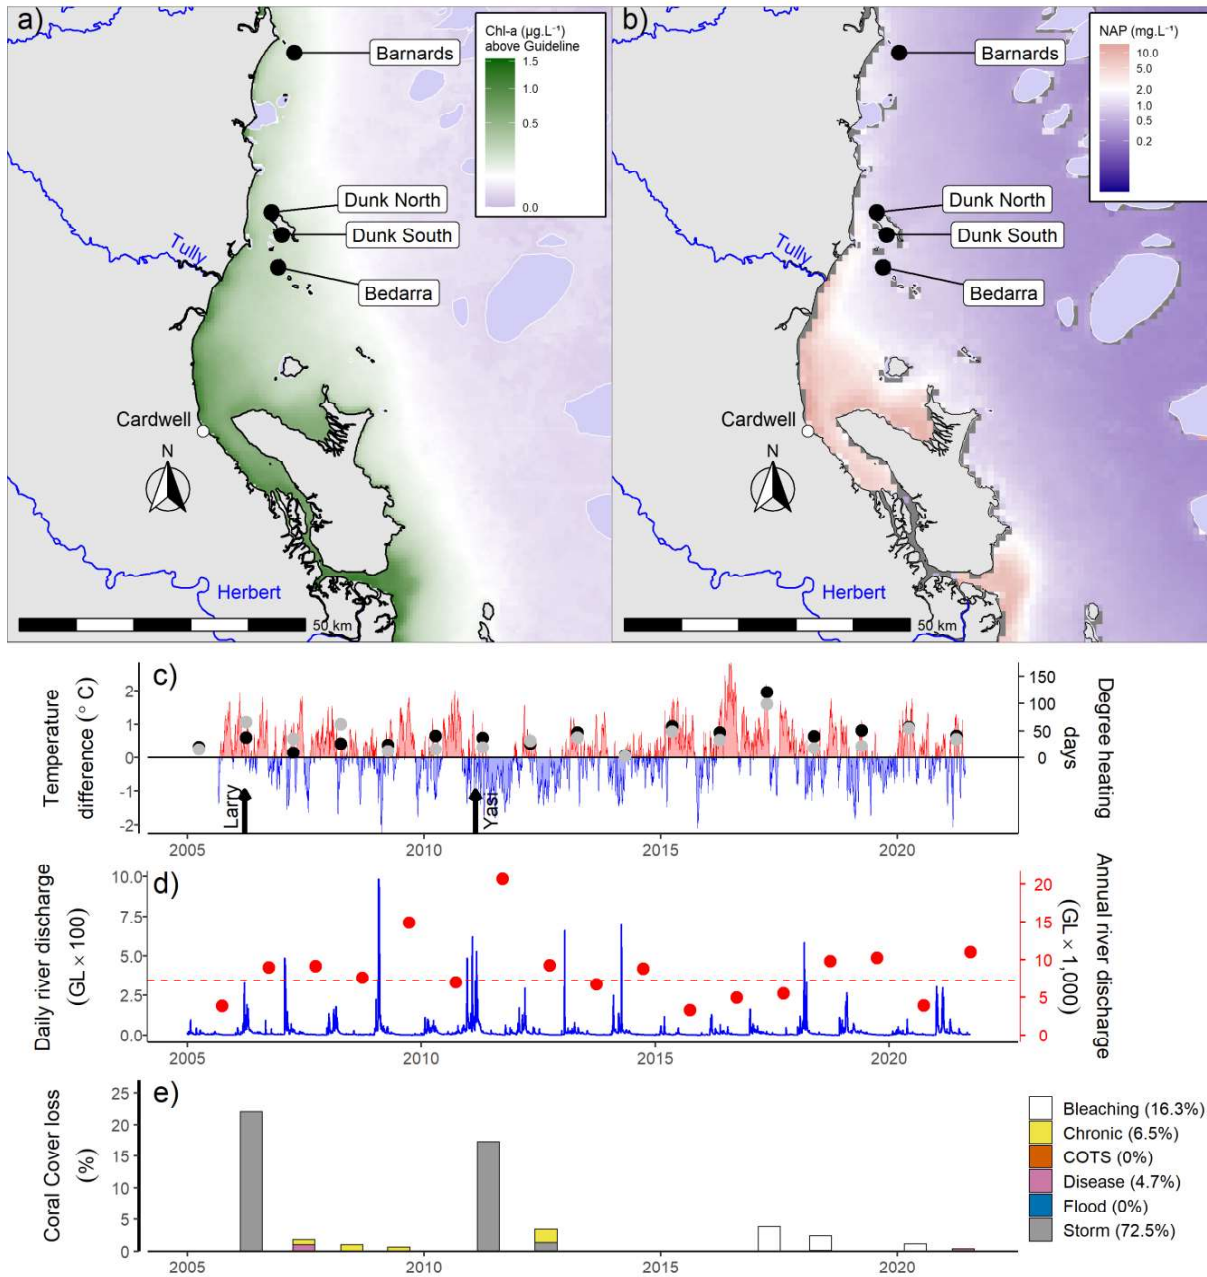 a)
Chl-a (µg.L⁻¹)
above Guideline
1.5
1.0
0.5
0.0
Barnards
Dunk North
Dunk South
Bedarra
Tully
Cardwell
N
Herbert
50 km
b)
NAP (mg.L⁻¹)
10.0
5.0
2.0
1.0
0.5
0.2
Barnards
Dunk North
Dunk South
Bedarra
Tully
Cardwell
N
Herbert
50 km
c)
Temperature
difference (° C)
2
1
0
-1
-2
Larry
Yasi
150
100
50
0
Degree heating
days
2005
2010
2015
2020
d)
Daily river discharge
(GL × 100)
10.0
7.5
5.0
2.5
0.0
20
15
10
5
0
Annual river discharge
(GL × 1,000)
2005
2010
2015
2020
e)
Coral Cover loss
(%)
25
20
15
10
5
0
2005
2010
2015
2020
Bleaching (16.3%)
Chronic (6.5%)
COTS (0%)
Disease (4.7%)
Flood (0%)
Storm (72.5%)